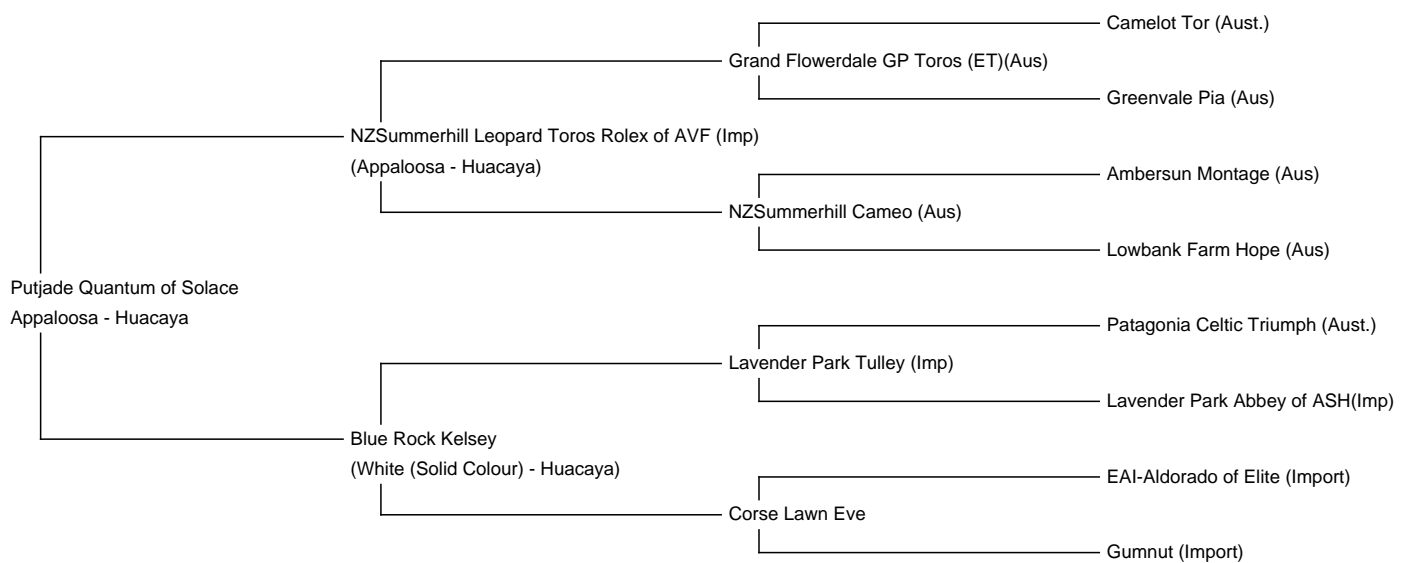 Camelot Tor (Aust.)
Grand Flowerdale GP Toros (ET)(Aus)
Greenvale Pia (Aus)
NZSummerhill Leopard Toros Rolex of AVF (Imp)
(Appaloosa - Huacaya)
Ambersun Montage (Aus)
NZSummerhill Cameo (Aus)
Lowbank Farm Hope (Aus)
Putjade Quantum of Solace
Appaloosa - Huacaya
Patagonia Celtic Triumph (Aust.)
Lavender Park Tulley (Imp)
Lavender Park Abbey of ASH(Imp)
Blue Rock Kelsey
(White (Solid Colour) - Huacaya)
EAI-Aldorado of Elite (Import)
Corse Lawn Eve
Gumnut (Import)